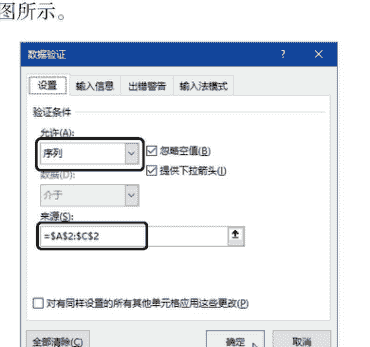 图所示。
数据验证 ? ×
设置 输入信息 出错警告 输入法模式
验证条件
允许(A):
序列 忽略空值(B)
数据(D): 提供下拉箭头(I)
介于
来源(S):
=$A$2:$C$2
对有同样设置的所有其他单元格应用这些更改(P)
全部清除(C) 确定 取消